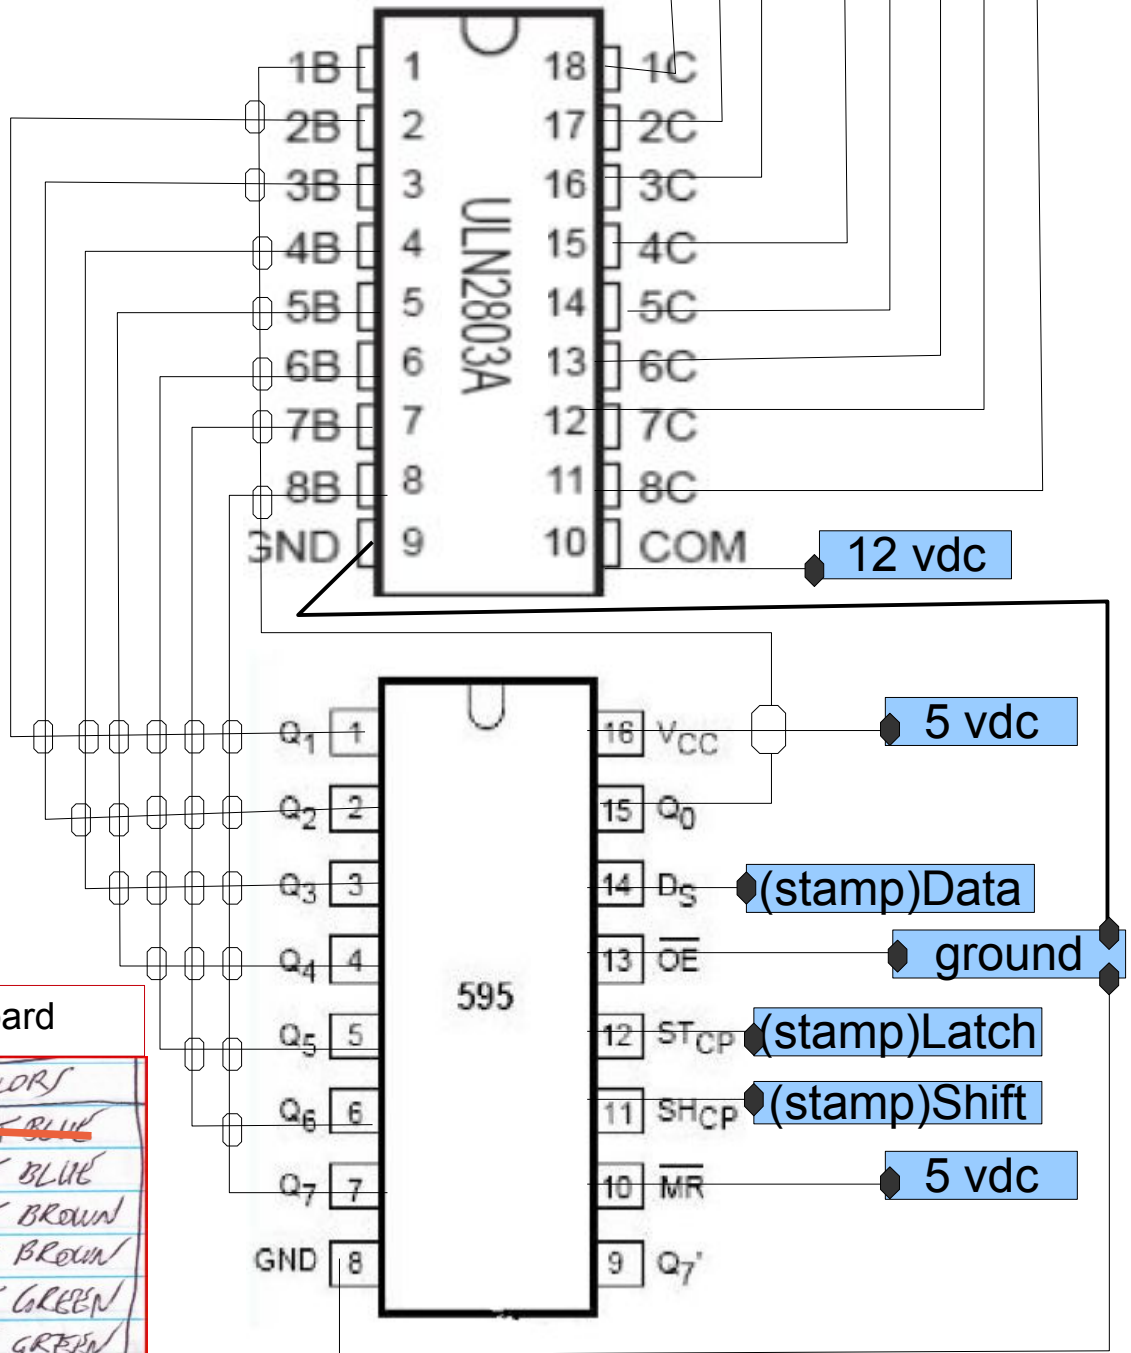 1B 1 18 1C
2B 2 17 2C
3B 3 16 3C
4B 4 15 4C
5B 5 14 5C
6B 6 13 6C
7B 7 12 7C
8B 8 11 8C
GND 9 10 COM
ULN2803A
12 vdc
Q1 1 16 VCC
5 vdc
Q2 2 15 Q0
Q3 3 14 DS
(stamp)Data
Q4 4 13 OE
ground
595
Q5 5 12 STCP
(stamp)Latch
Q6 6 11 SHCP
(stamp)Shift
Q7 7 10 MR
5 vdc
GND 8 9 Q7'
ard
LORS
BLUE
BLUE
BROWN
BROWN
GREEN
GREEN